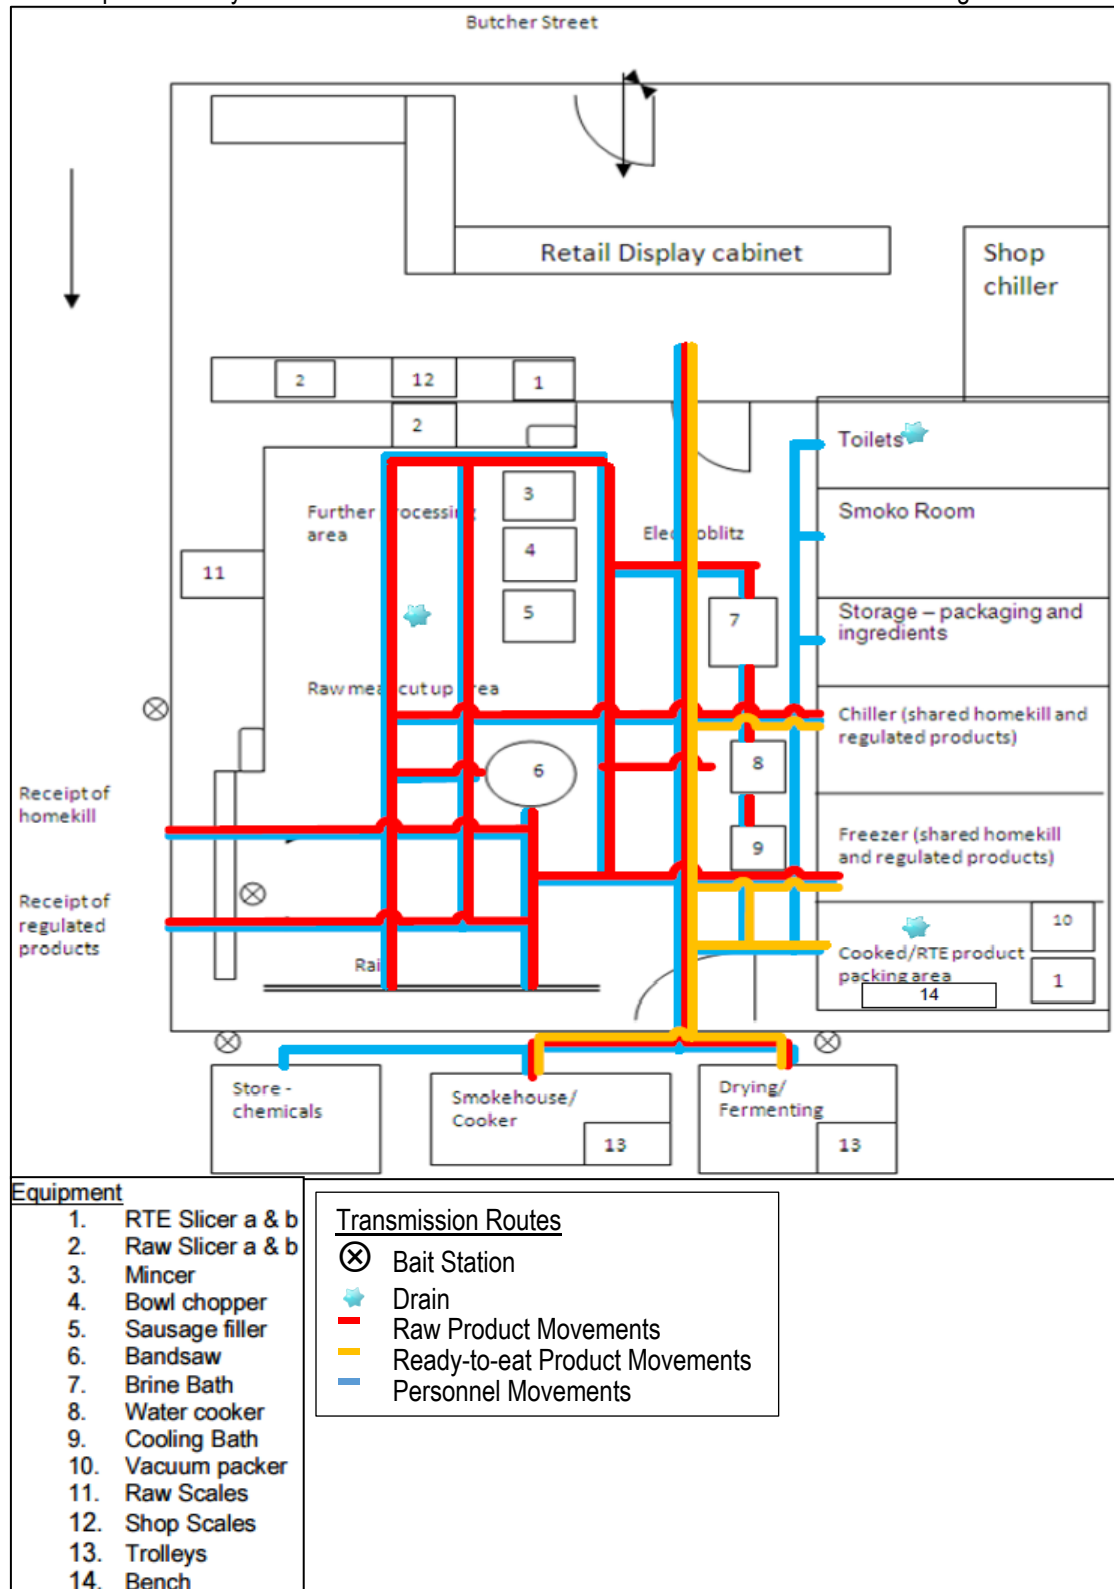 Butcher Street
Retail Display cabinet
Shop
chiller
2
12
1
2
Toilets
3
Smoko Room
Further processing
area
Electroblitz
4
11
5
7
Storage – packaging and
ingredients
Raw meat cut up area
Chiller (shared homekill and
regulated products)
6
8
Receipt of
homekill
Freezer (shared homekill
and regulated products)
9
Receipt of
regulated
products
10
Cooked/RTE product
packing area
1
14
Rail
Store -
chemicals
Smokehouse/
Cooker
13
Drying/
Fermenting
13
Equipment
1. RTE Slicer a & b
2. Raw Slicer a & b
3. Mincer
4. Bowl chopper
5. Sausage filler
6. Bandsaw
7. Brine Bath
8. Water cooker
9. Cooling Bath
10. Vacuum packer
11. Raw Scales
12. Shop Scales
13. Trolleys
14. Bench
Transmission Routes
Bait Station
Drain
Raw Product Movements
Ready-to-eat Product Movements
Personnel Movements